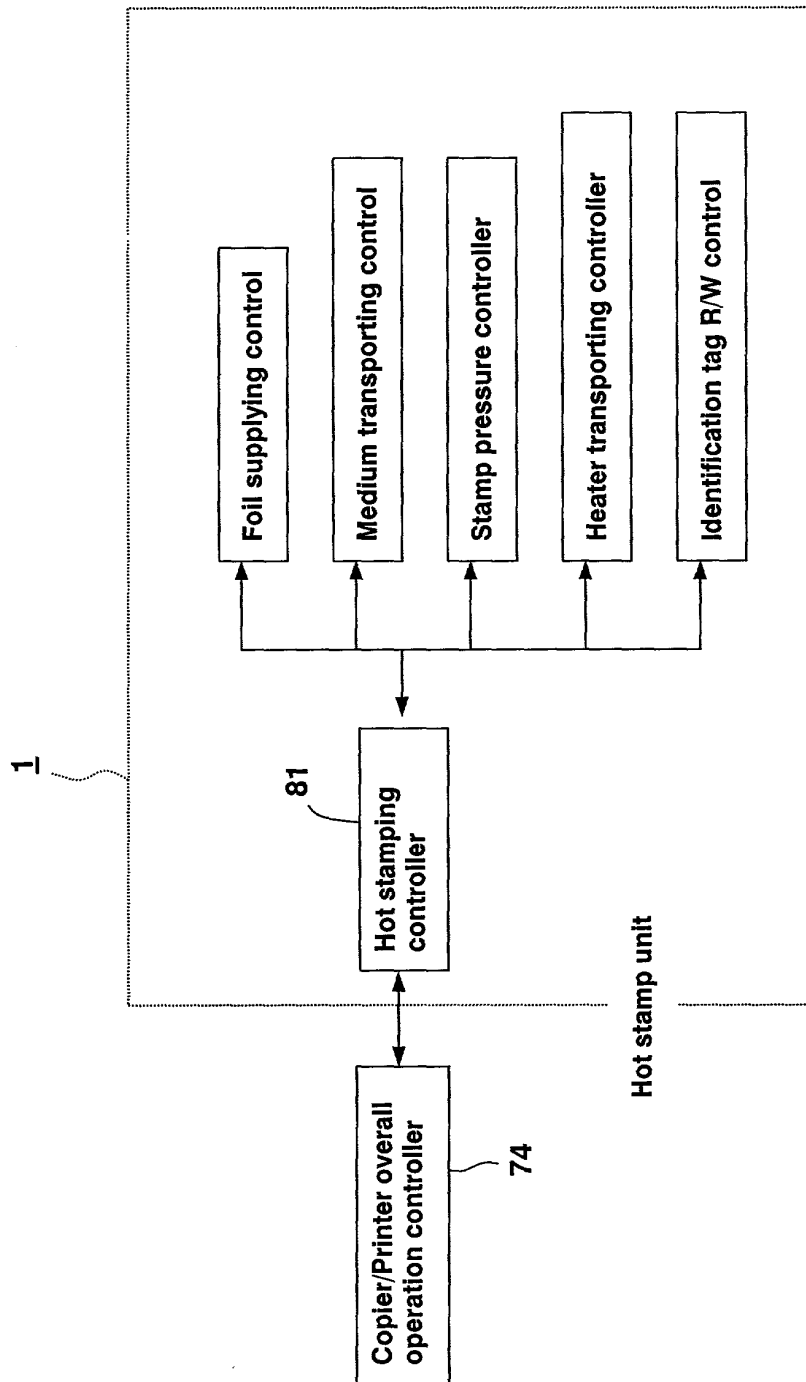 1
Copier/Printer overall
operation controller
74
Hot stamping
controller
81
Foil supplying control
Medium transporting control
Stamp pressure controller
Heater transporting controller
Identification tag R/W control
Hot stamp unit